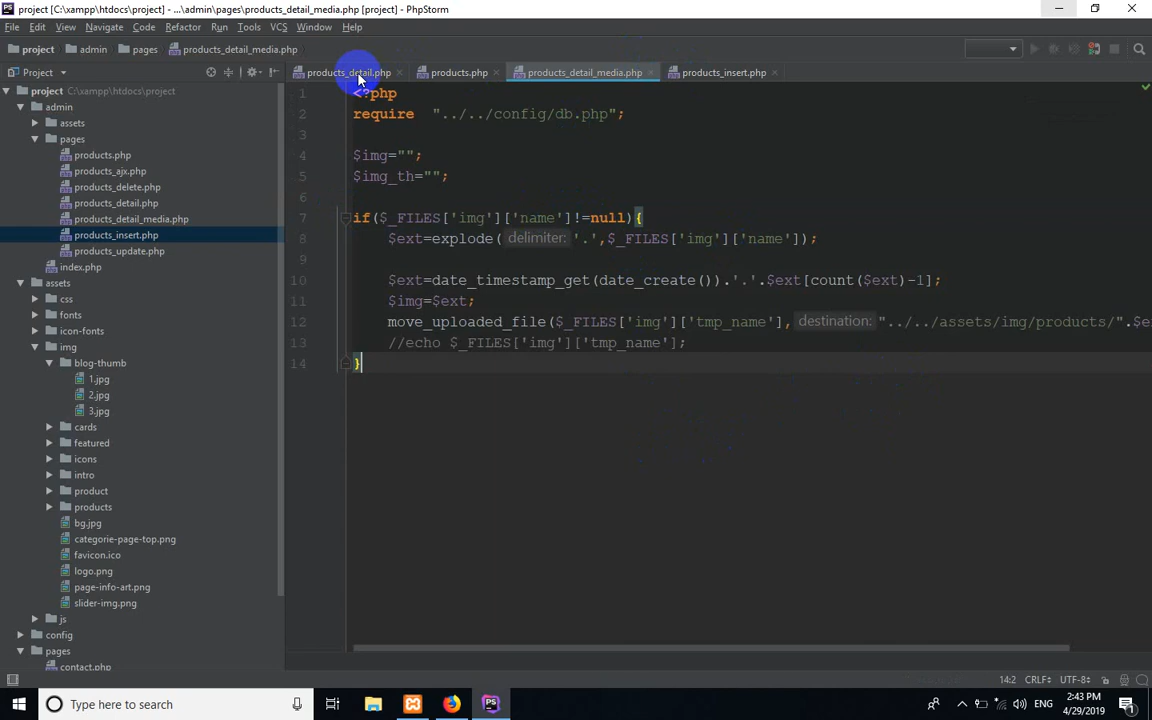 project [C:\xampp\htdocs\project] - ...\admin\pages\products_detail_media.php [project] - PhpStorm
File Edit View Navigate Code Refactor Run Tools VCS Window Help
project admin pages products_detail_media.php
Project products_detail.php products.php products_detail_media.php products_insert.php
project C:\xampp\htdocs\project
admin
assets
pages
products.php
products_ajx.php
products_delete.php
products_detail.php
products_detail_media.php
products_insert.php
products_update.php
index.php
assets
css
fonts
icon-fonts
img
blog-thumb
1.jpg
2.jpg
3.jpg
cards
featured
icons
intro
product
products
bg.jpg
categorie-page-top.png
favicon.ico
logo.png
page-info-art.png
slider-img.png
js
config
pages
contact.php
1 <?php
2 require "../../config/db.php";
3
4 $img="";
5 $img_th="";
6
7 if($_FILES['img']['name']!=null){
8 $ext=explode( delimiter: '.',$_FILES['img']['name']);
9
10 $ext=date_timestamp_get(date_create()).'.'.$ext[count($ext)-1];
11 $img=$ext;
12 move_uploaded_file($_FILES['img']['tmp_name'], destination: "../../assets/img/products/".$e
13 //echo $_FILES['img']['tmp_name'];
14 }
14:2 CRLF÷ UTF-8÷
Type here to search
PS
ENG
2:43 PM
4/29/2019
1